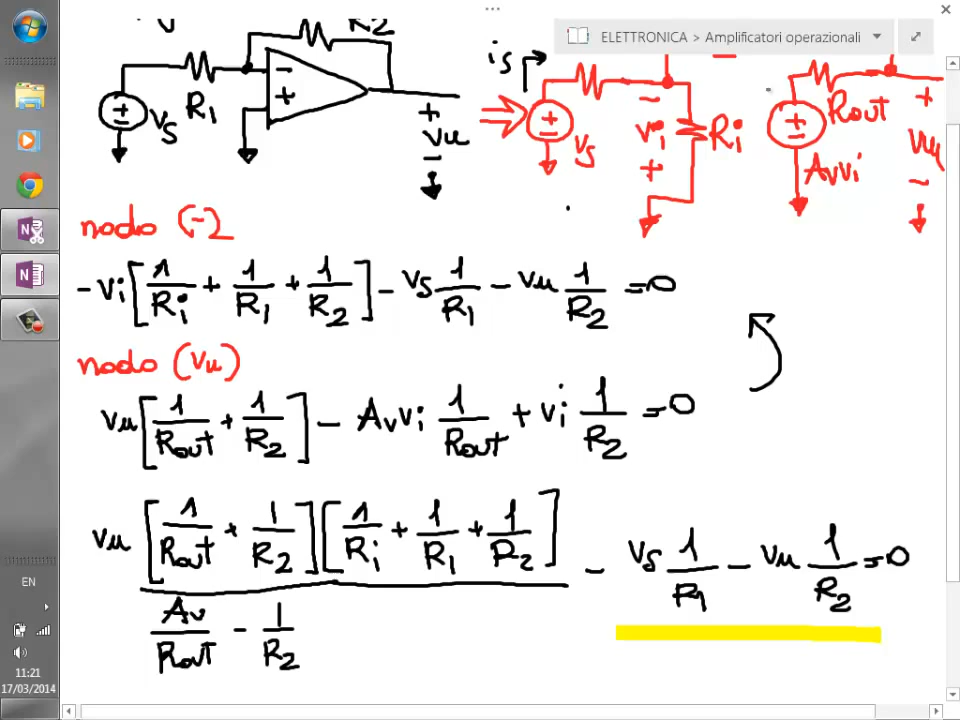 ELETTRONICA > Amplificatori operazionali
R2
is
R1
vs
vu
vs
vi
Ri
Rout
Avvi
vu
nodo (-)
-vi[1/Ri + 1/R1 + 1/R2] - vs 1/R1 - vu 1/R2 = 0
nodo (vu)
vu[1/Rout + 1/R2] - Avvi 1/Rout + vi 1/R2 = 0
vu [1/Rout + 1/R2][1/Ri + 1/R1 + 1/R2] / (Av/Rout - 1/R2) - vs 1/R1 - vu 1/R2 = 0
EN
11:21
17/03/2014